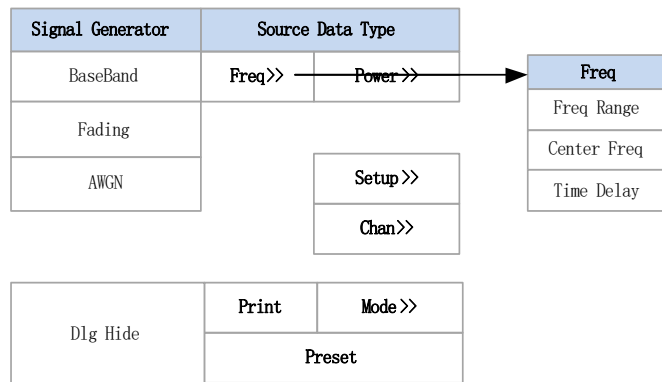 Signal Generator
Source Data Type
BaseBand
Freq>>
Power>>
Freq
Fading
Freq Range
Center Freq
AWGN
Setup>>
Time Delay
Chan>>
Dlg Hide
Print
Mode>>
Preset